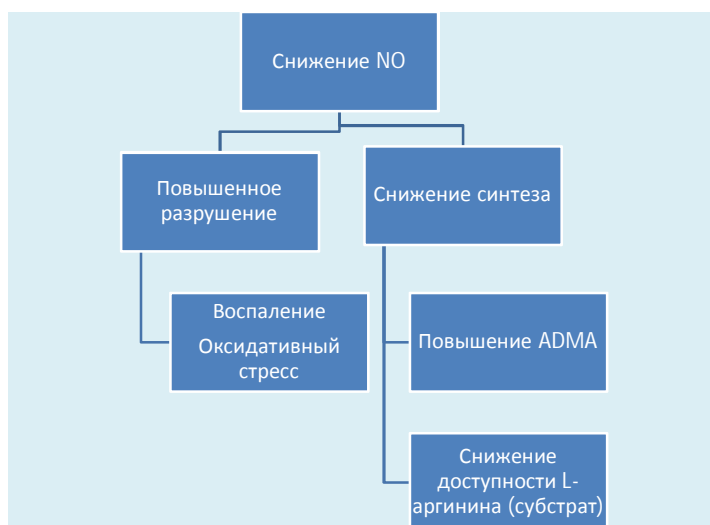 Снижение NO
Повышенное
разрушение
Снижение синтеза
Воспаление
Оксидативный
стресс
Повышение ADMA
Снижение
доступности L-
аргинина (субстрат)